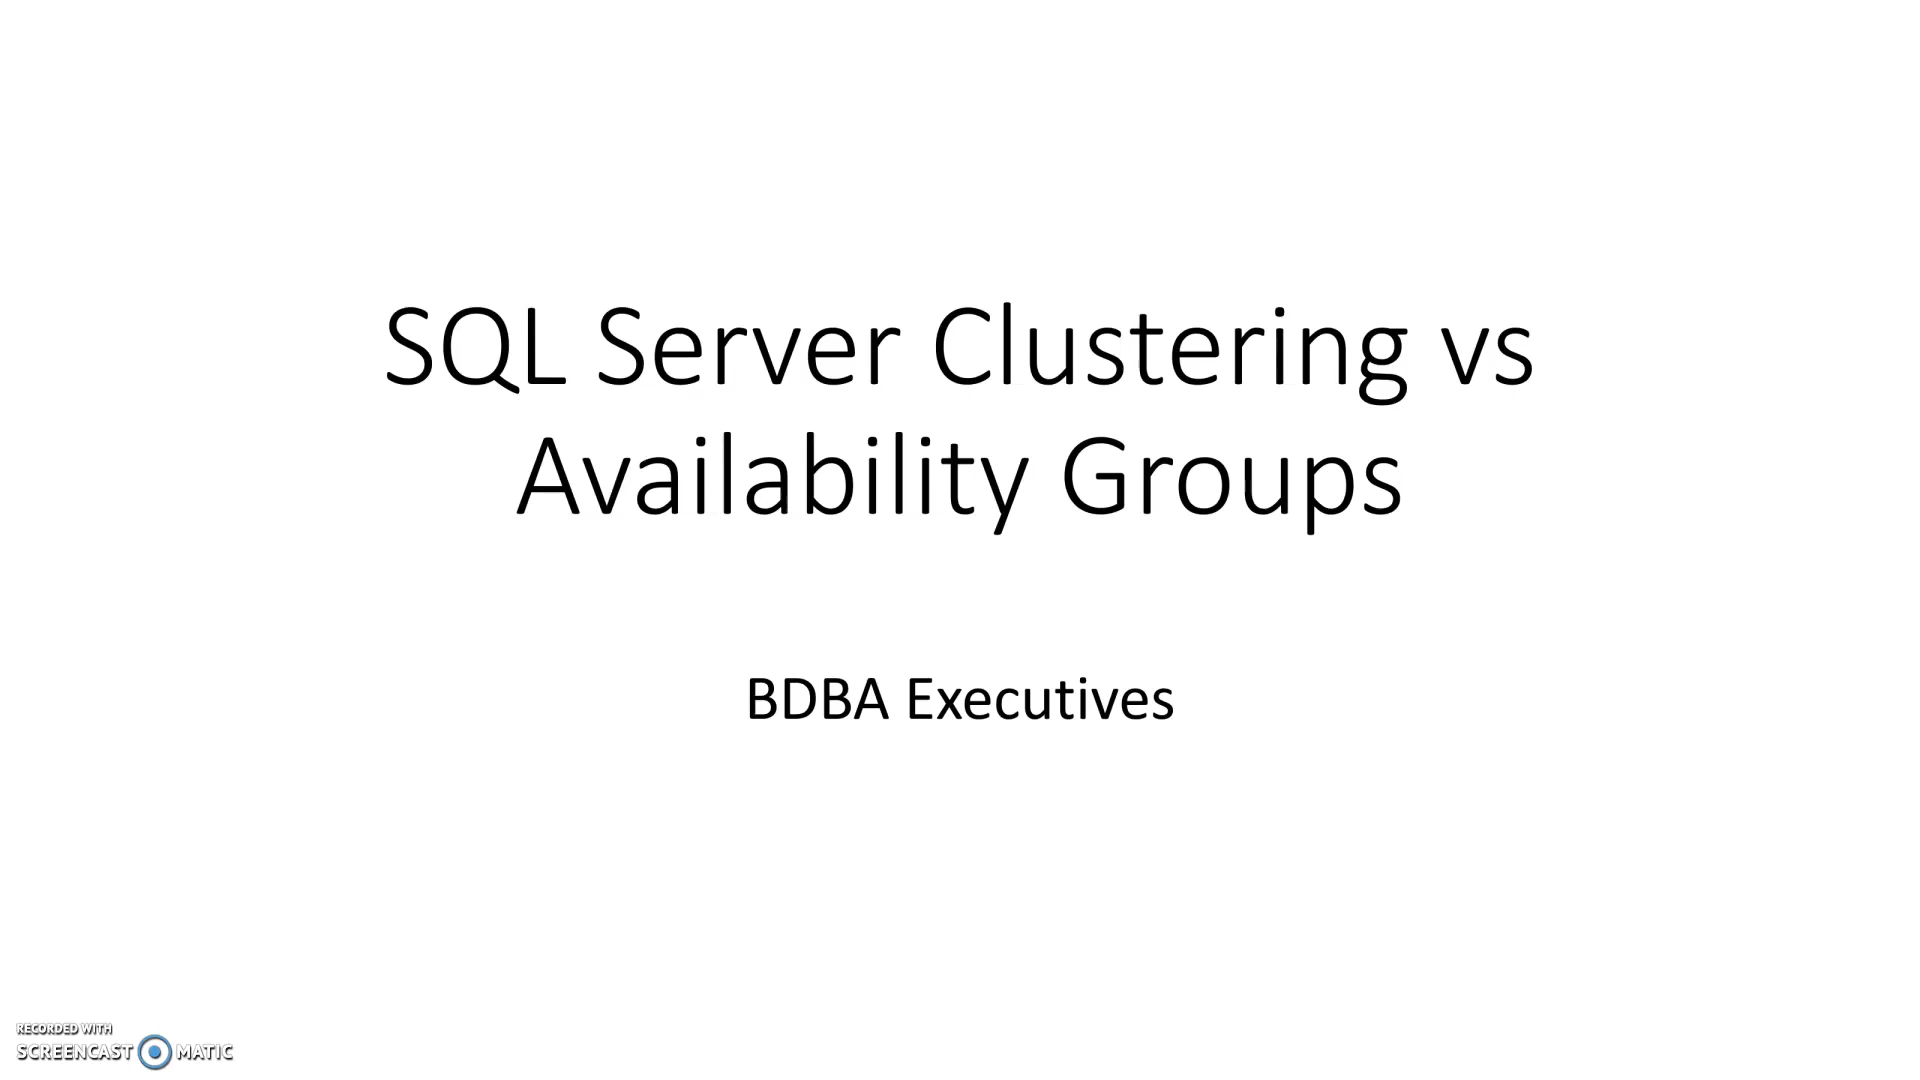 SQL Server Clustering vs
Availability Groups
BDBA Executives
RECORDED WITH
SCREENCAST MATIC